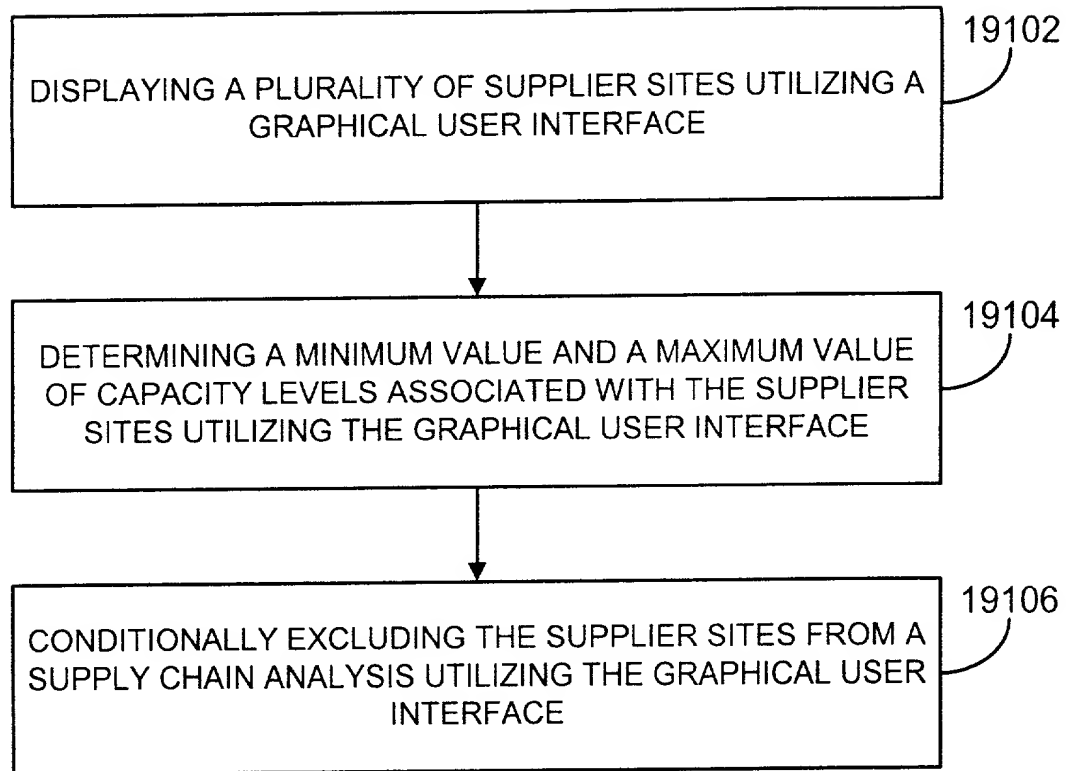 19102
DISPLAYING A PLURALITY OF SUPPLIER SITES UTILIZING A
GRAPHICAL USER INTERFACE
19104
DETERMINING A MINIMUM VALUE AND A MAXIMUM VALUE
OF CAPACITY LEVELS ASSOCIATED WITH THE SUPPLIER
SITES UTILIZING THE GRAPHICAL USER INTERFACE
19106
CONDITIONALLY EXCLUDING THE SUPPLIER SITES FROM A
SUPPLY CHAIN ANALYSIS UTILIZING THE GRAPHICAL USER
INTERFACE